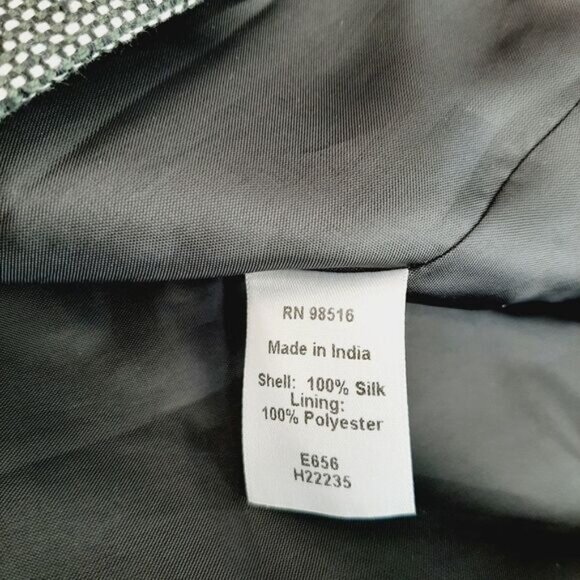 RN 98516
Made in India
Shell: 100% Silk
Lining:
100% Polyester
E656
H22235